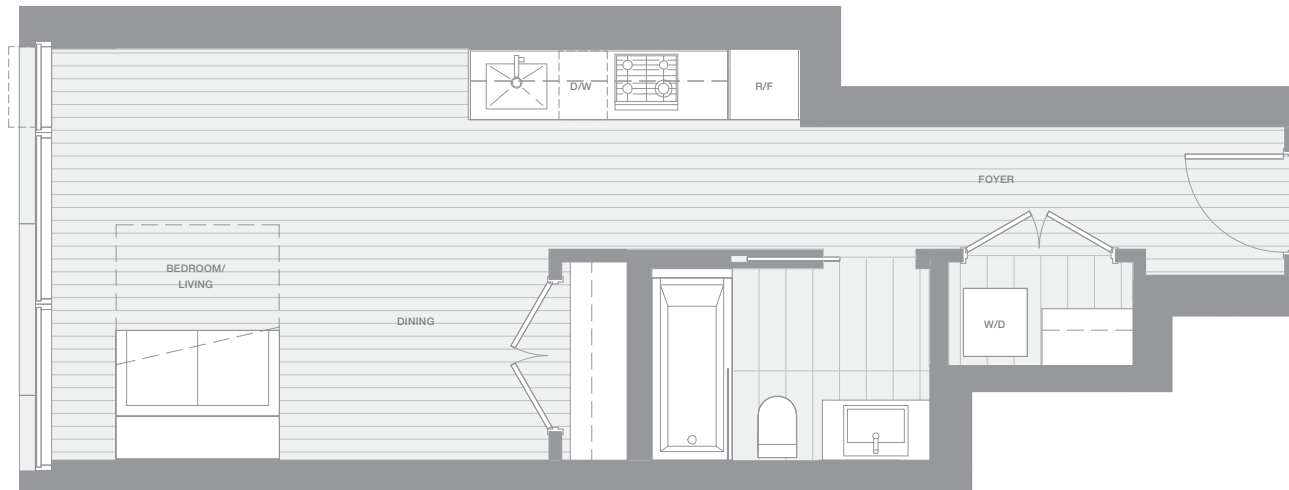 D/W
R/F
FOYER
BEDROOM/
LIVING
DINING
W/D